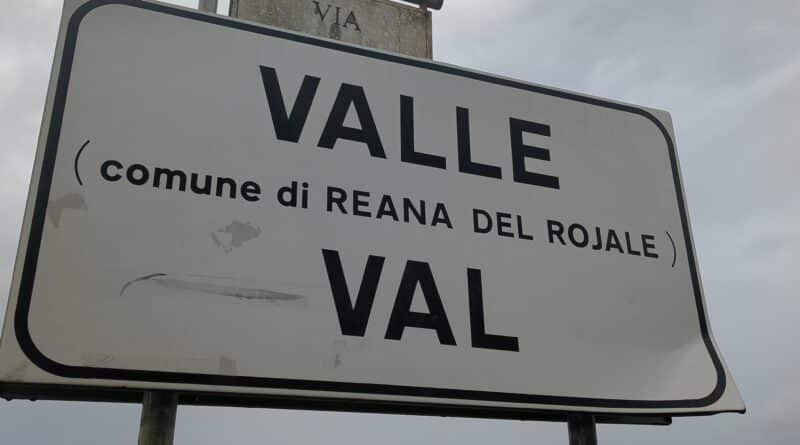 VIA
VALLE
(comune di REANA DEL ROJALE)
VAL